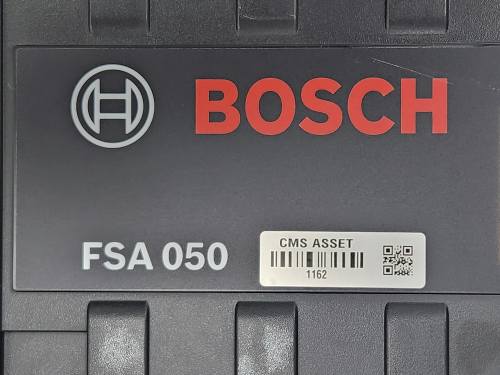 BOSCH
FSA 050
CMS ASSET
1162